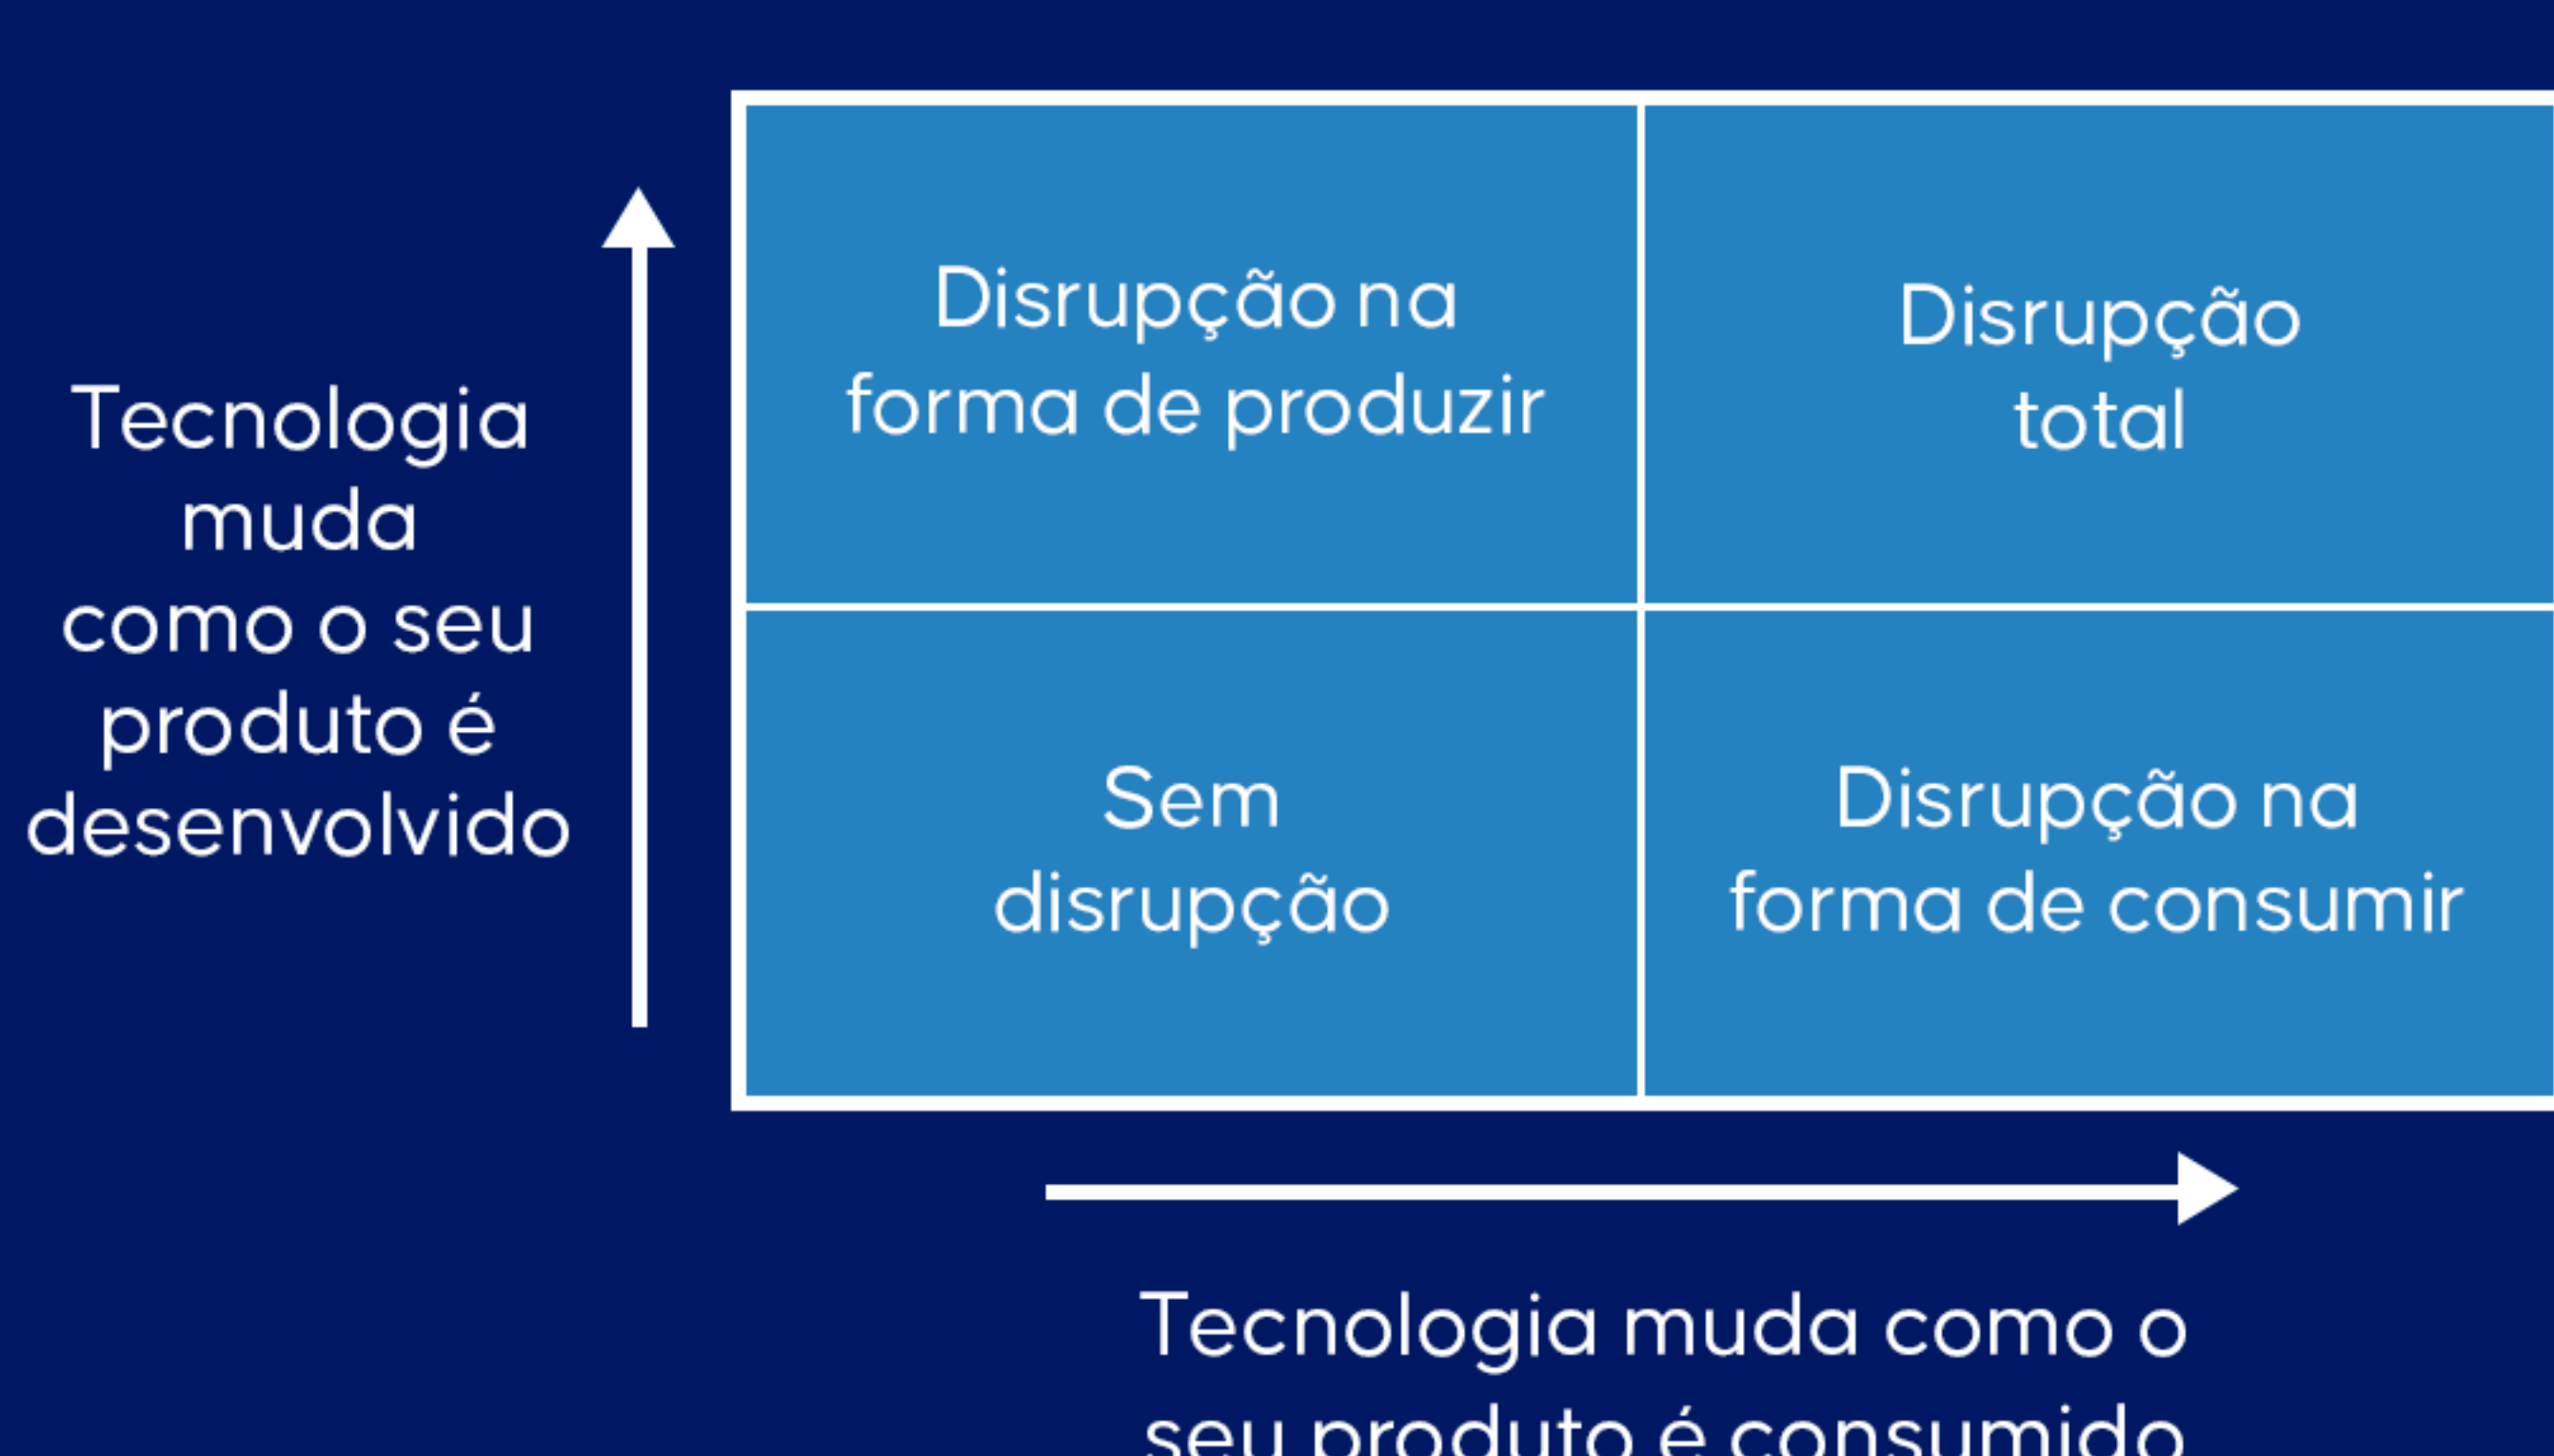 Tecnologia
muda
como o seu
produto é
desenvolvido
Disrupção na
forma de produzir
Disrupção
total
Sem
disrupção
Disrupção na
forma de consumir
Tecnologia muda como o
seu produto é consumido